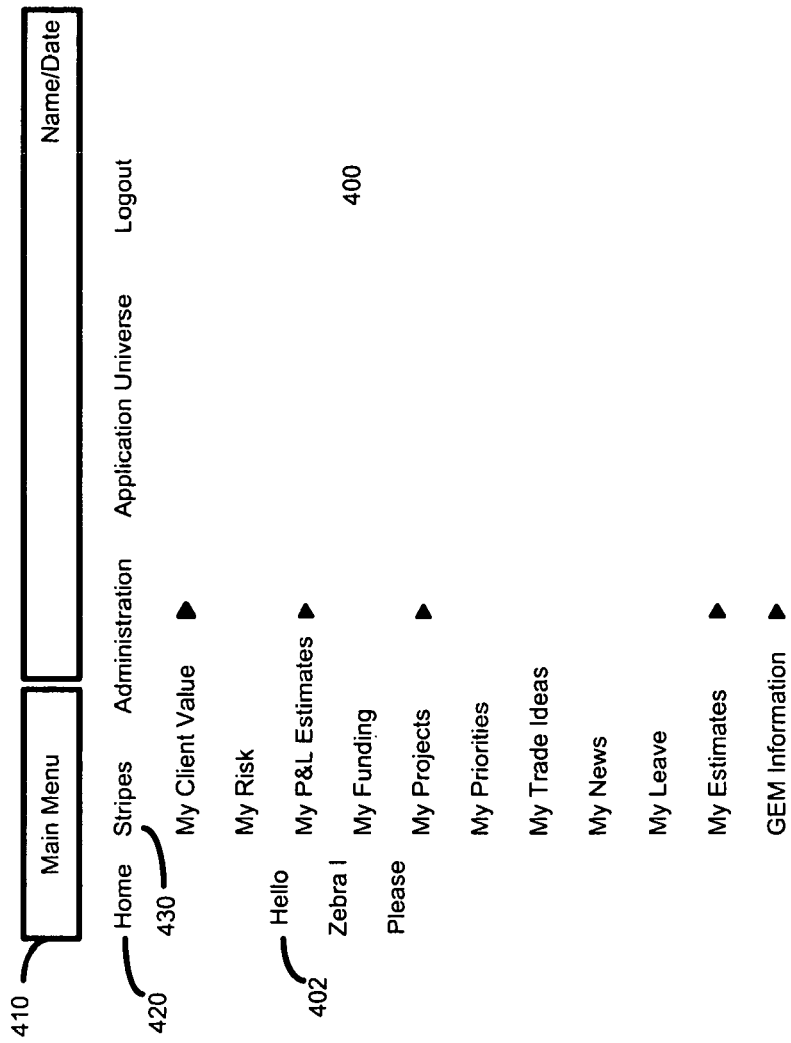 410
Main Menu
Name/Date
420
Home
Stripes
Administration
Application Universe
Logout
430
My Client Value
My Risk
402
Hello
My P&L Estimates
Zebra I
My Funding
400
Please
My Projects
My Priorities
My Trade Ideas
My News
My Leave
My Estimates
GEM Information